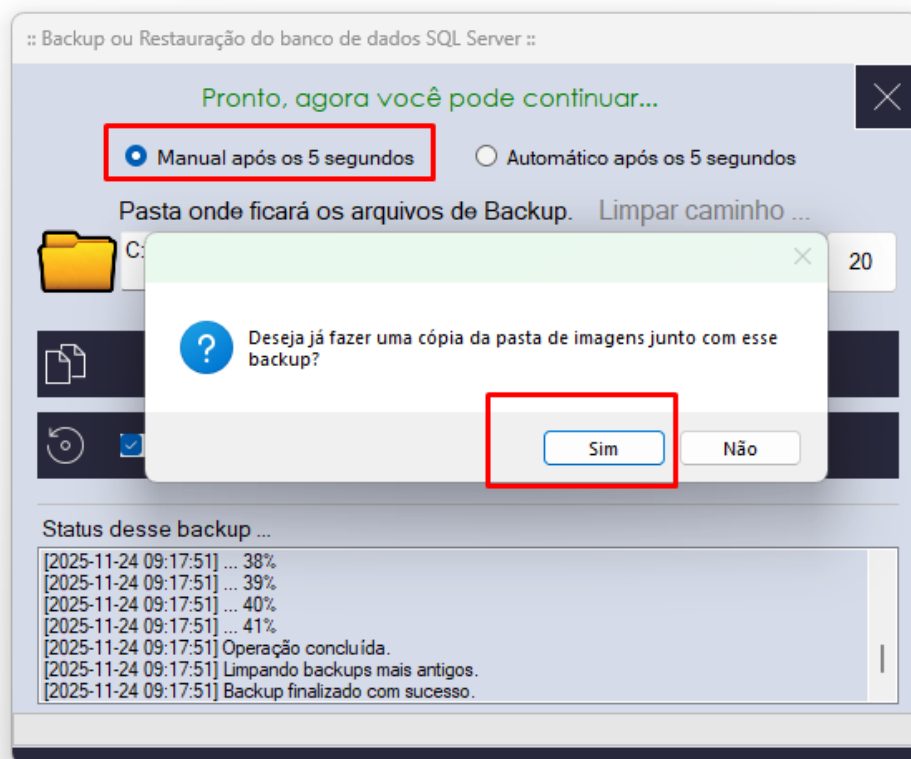 :: Backup ou Restauração do banco de dados SQL Server ::
Pronto, agora você pode continuar...
Manual após os 5 segundos
Automático após os 5 segundos
Pasta onde ficará os arquivos de Backup. Limpar caminho ...
C:
20
Deseja já fazer uma cópia da pasta de imagens junto com esse
backup?
Sim
Não
Status desse backup ...
[2025-11-24 09:17:51] ... 38%
[2025-11-24 09:17:51] ... 39%
[2025-11-24 09:17:51] ... 40%
[2025-11-24 09:17:51] ... 41%
[2025-11-24 09:17:51] Operação concluída.
[2025-11-24 09:17:51] Limpando backups mais antigos.
[2025-11-24 09:17:51] Backup finalizado com sucesso.